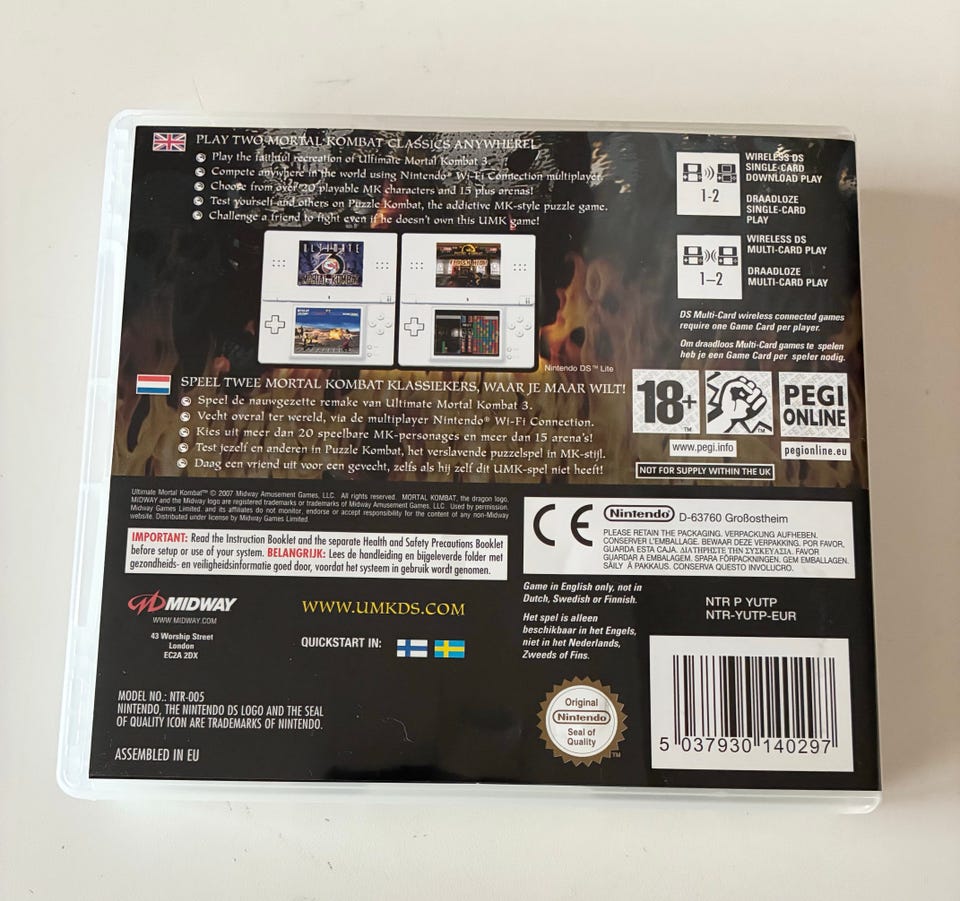 PLAY TWO MORTAL KOMBAT CLASSICS ANYWHERE!
Play the faithful recreation of Ultimate Mortal Kombat 3.
Compete anywhere in the world using Nintendo® Wi-Fi Connection multiplayer.
Choose from over 20 playable MK characters and 15 plus arenas!
Test yourself and others on Puzzle Kombat, the addictive MK-style puzzle game.
Challenge a friend to fight even if he doesn't own this UMK game!
WIRELESS DS
SINGLE-CARD
DOWNLOAD PLAY
1-2
DRAADLOZE
SINGLE-CARD
PLAY
WIRELESS DS
MULTI-CARD PLAY
1–2
DRAADLOZE
MULTI-CARD PLAY
DS Multi-Card wireless connected games
require one Game Card per player.
Om draadloos Multi-Card games te spelen
heb je een Game Card per speler nodig.
ULTIMATE
3
MORTAL KOMBAT
Nintendo DS™ Lite
SPEEL TWEE MORTAL KOMBAT KLASSIEKERS, WAAR JE MAAR WILT!
Speel de nauwgezette remake van Ultimate Mortal Kombat 3.
Vecht overal ter wereld, via de multiplayer Nintendo® Wi-Fi Connection.
Kies uit meer dan 20 speelbare MK-personages en meer dan 15 arena's!
Test jezelf en anderen in Puzzle Kombat, het verslavende puzzelspel in MK-stijl.
Daag een vriend uit voor een gevecht, zelfs als hij zelf dit UMK-spel niet heeft!
18+
™
™
PEGI
ONLINE
www.pegi.info
pegionline.eu
NOT FOR SUPPLY WITHIN THE UK
Ultimate Mortal Kombat™ © 2007 Midway Amusement Games, LLC. All rights reserved. MORTAL KOMBAT, the dragon logo,
MIDWAY and the Midway logo are registered trademarks or trademarks of Midway Amusement Games, LLC. Used by permission.
Midway Games Limited. and its affiliates do not monitor, endorse or accept responsibility for the content of any non-Midway
website. Distributed under license by Midway Games Limited.
IMPORTANT: Read the Instruction Booklet and the separate Health and Safety Precautions Booklet
before setup or use of your system. BELANGRIJK: Lees de handleiding en bijgeleverde folder met
gezondheids- en veiligheidsinformatie goed door, voordat het systeem in gebruik wordt genomen.
CE
Nintendo® D-63760 Großostheim
PLEASE RETAIN THE PACKAGING. VERPACKUNG AUFHEBEN.
CONSERVER L'EMBALLAGE. BEWAAR DEZE VERPAKKING. POR FAVOR,
GUARDA ESTA CAJA. ΔΙΑΤΗΡΗΣΤΕ ΤΗΝ ΣΥΣΚΕΥΑΣΙΑ. FAVOR
GUARDAR A EMBALAGEM. SPARA FÖRPACKNINGEN. GEM EMBALLAGEN.
SÄILY Ä PAKKAUS. CONSERVA QUESTO INVOLUCRO.
MIDWAY
WWW.MIDWAY.COM
43 Worship Street
London
EC2A 2DX
WWW.UMKDS.COM
QUICKSTART IN:
Game in English only, not in
Dutch, Swedish or Finnish.
Het spel is alleen
beschikbaar in het Engels,
niet in het Nederlands,
Zweeds of Fins.
NTR P YUTP
NTR-YUTP-EUR
MODEL NO.: NTR-005
NINTENDO, THE NINTENDO DS LOGO AND THE SEAL
OF QUALITY ICON ARE TRADEMARKS OF NINTENDO.
ASSEMBLED IN EU
Original
Nintendo
Seal of
Quality
™
5 037930 140297